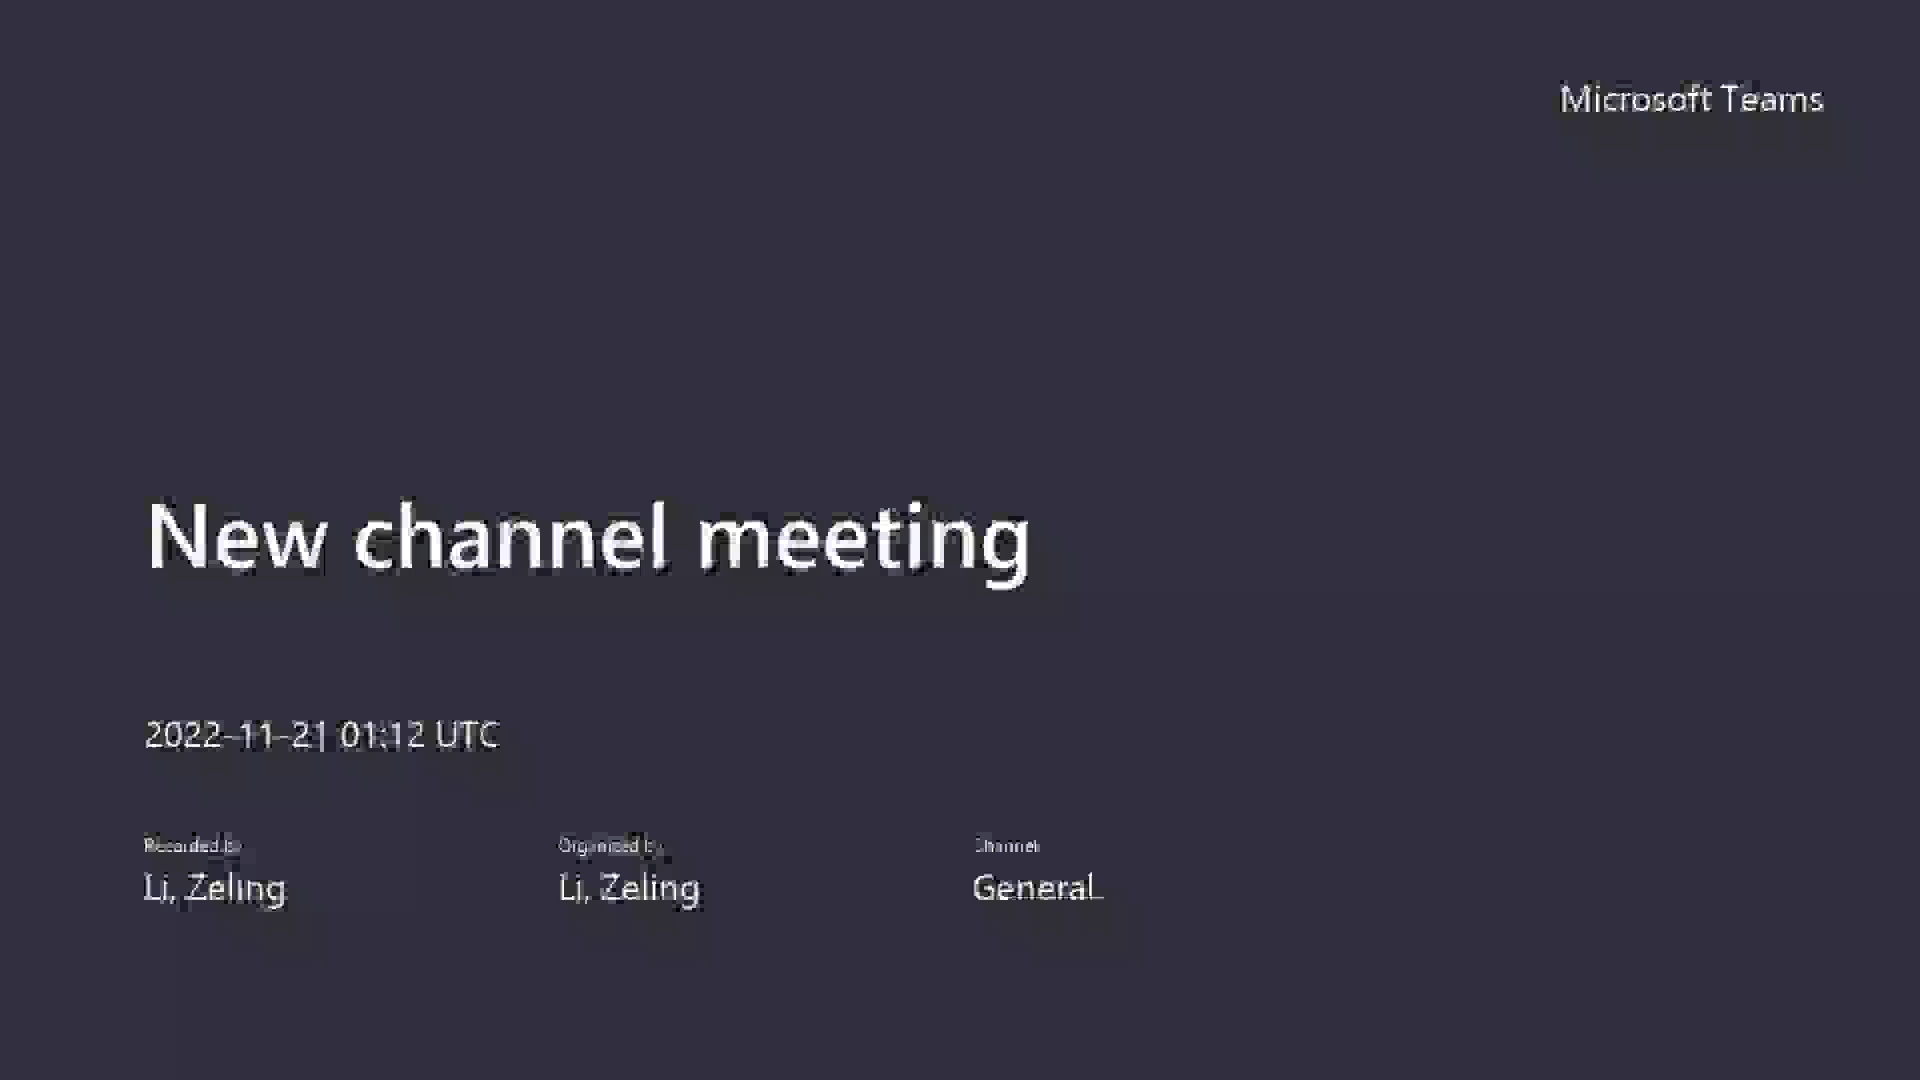 Microsoft Teams
New channel meeting
2022-11-21 01:12 UTC
Recorded by
Organized by
Channel
Li, Zeling
Li, Zeling
General